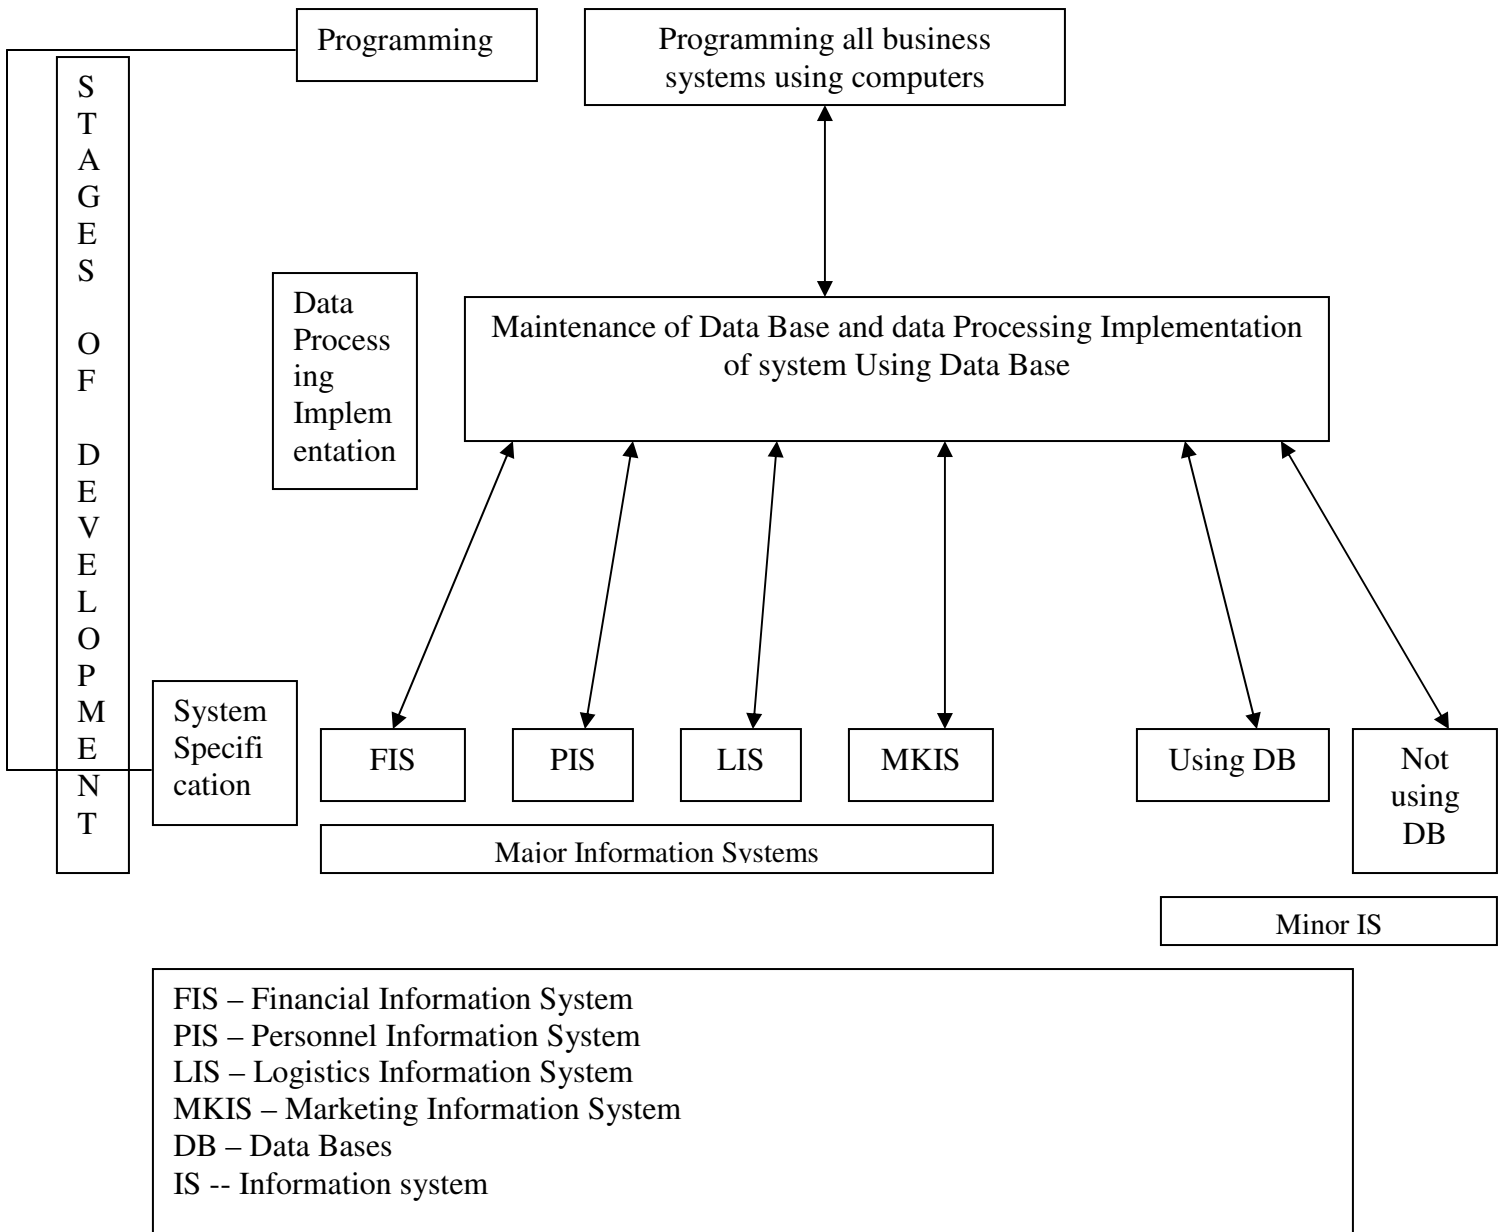 Programming
Programming all business
systems using computers
S
T
A
G
E
S
O
F
D
E
V
E
L
O
P
M
E
N
T
Data
Process
ing
Implem
entation
Maintenance of Data Base and data Processing Implementation
of system Using Data Base
System
Specifi
cation
FIS
PIS
LIS
MKIS
Using DB
Not
using
DB
Major Information Systems
Minor IS
FIS – Financial Information System
PIS – Personnel Information System
LIS – Logistics Information System
MKIS – Marketing Information System
DB – Data Bases
IS -- Information system